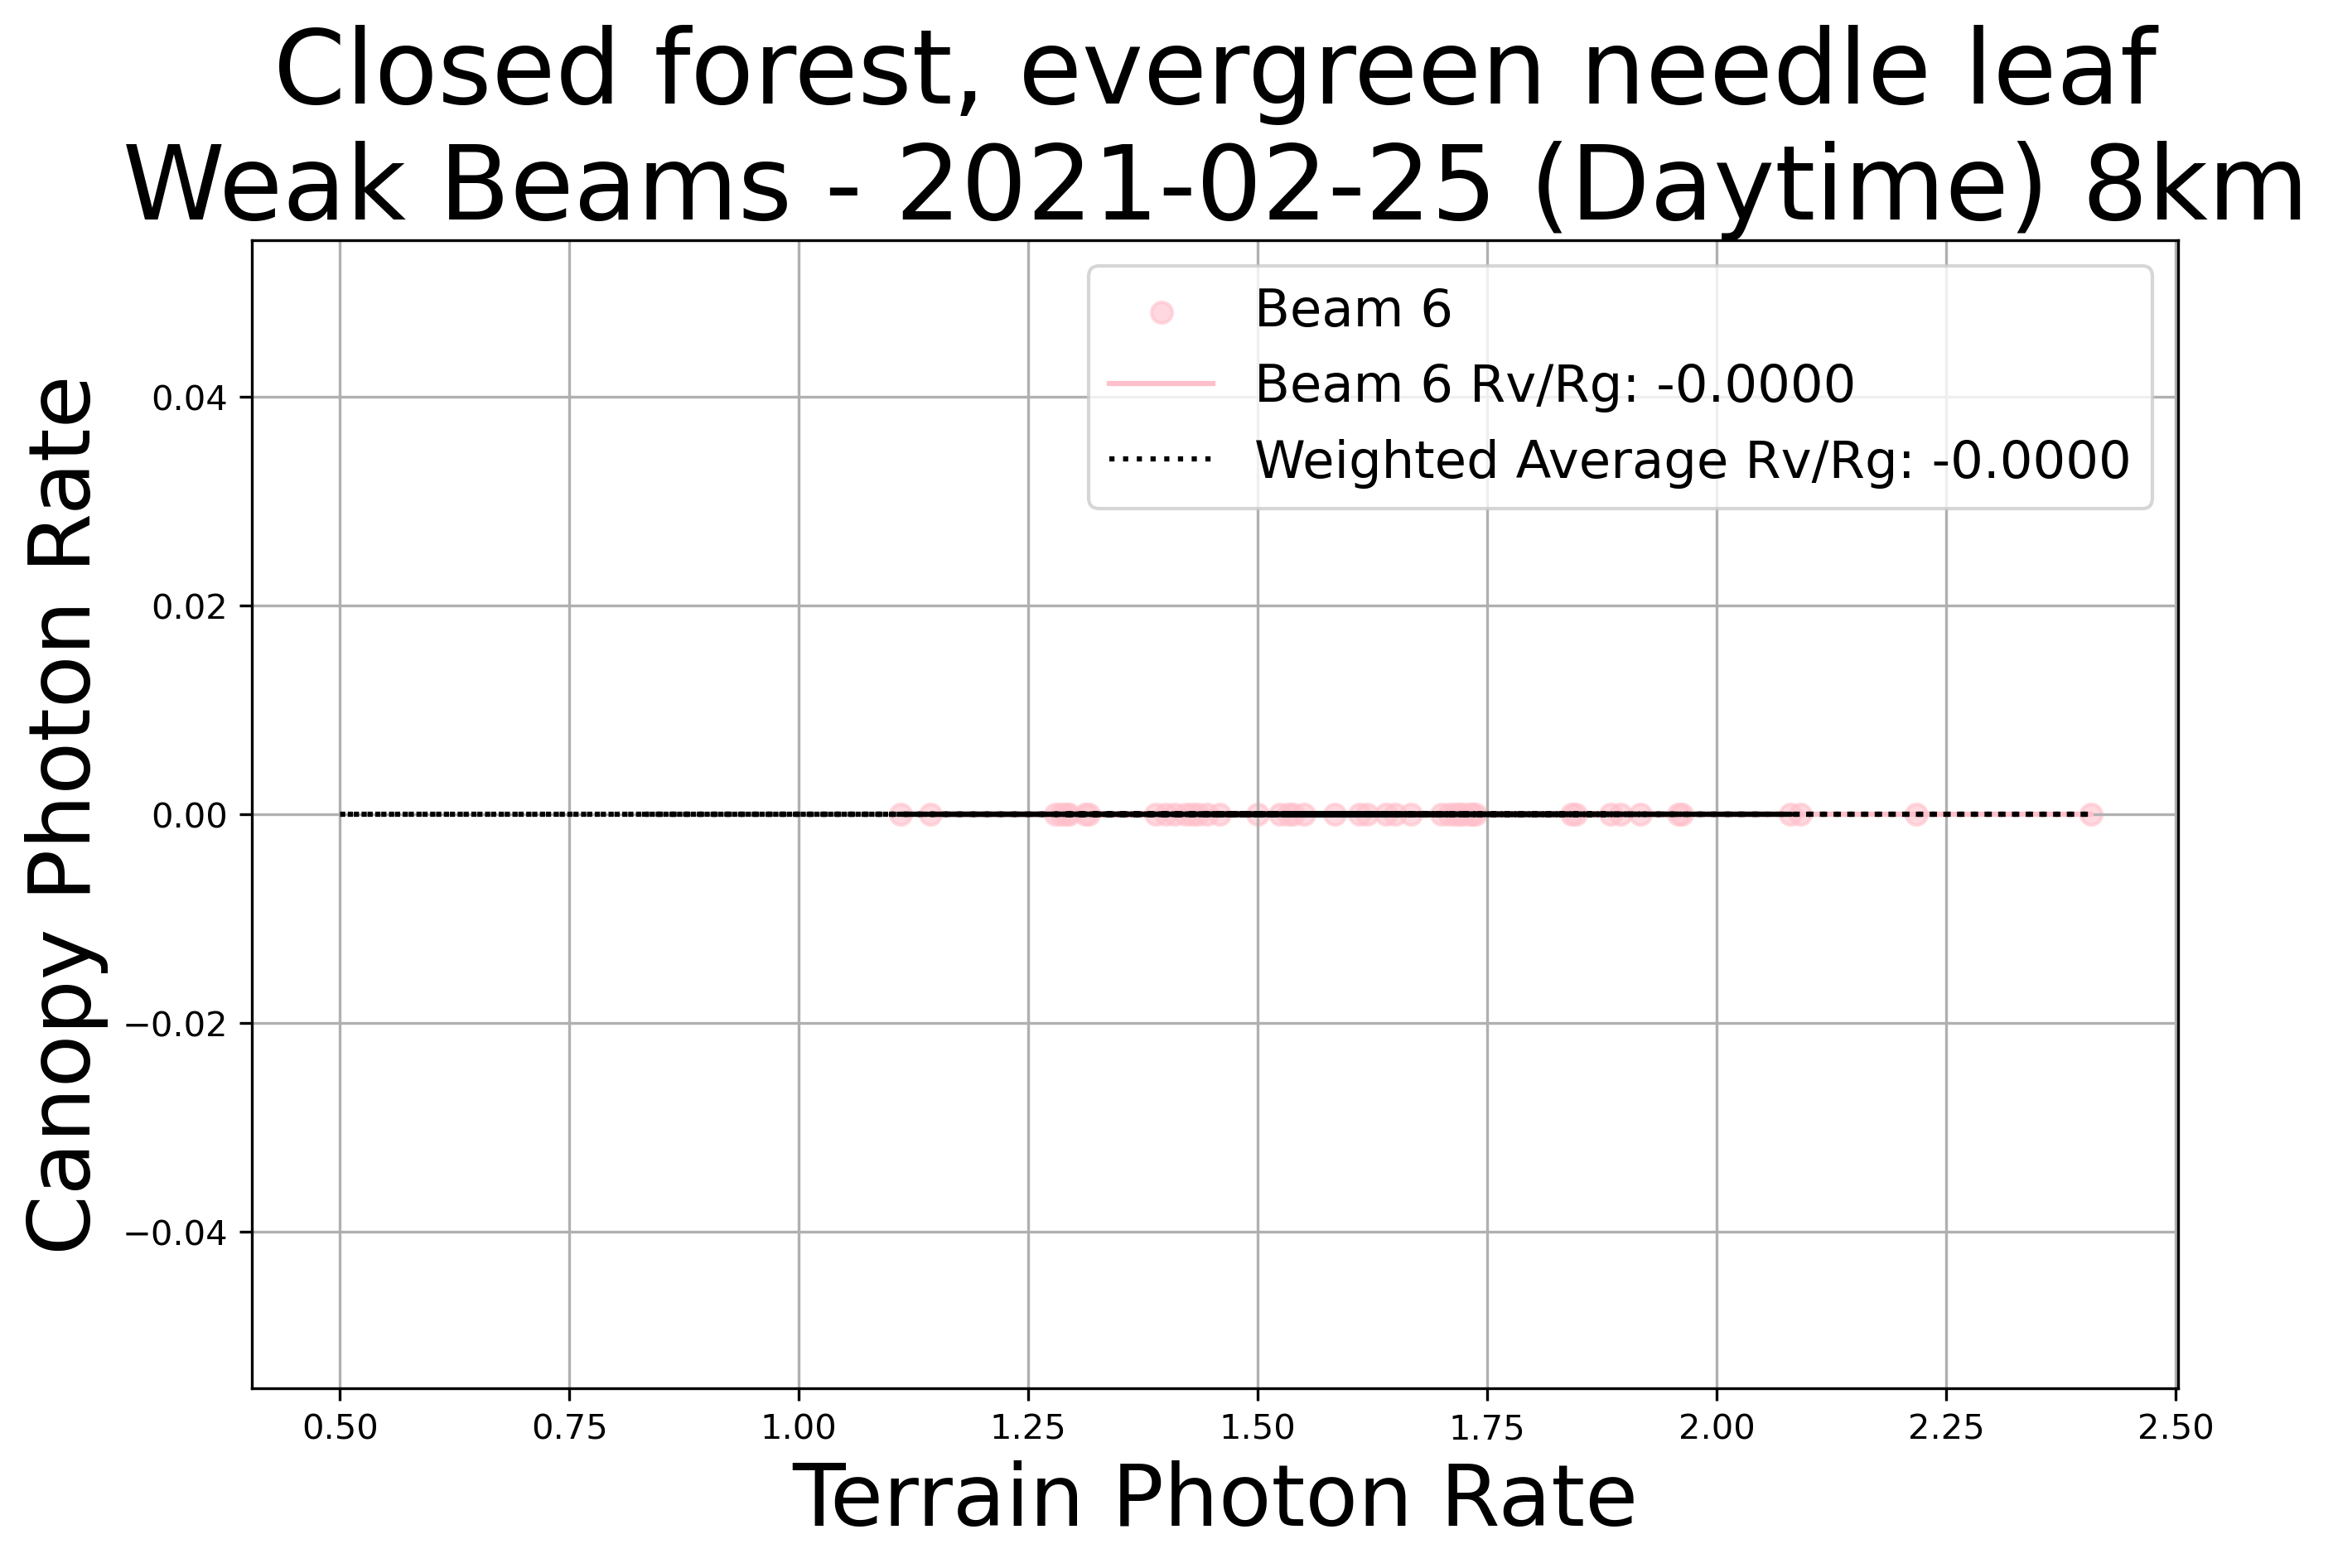 Closed forest, evergreen needle leaf
Weak Beams - 2021-02-25 (Daytime) 8km
Beam 6
Beam 6 Rv/Rg: -0.0000
Weighted Average Rv/Rg: -0.0000
Canopy Photon Rate
0.04
0.02
0.00
−0.02
−0.04
0.50 0.75 1.00 1.25 1.50 1.75 2.00 2.25 2.50
Terrain Photon Rate